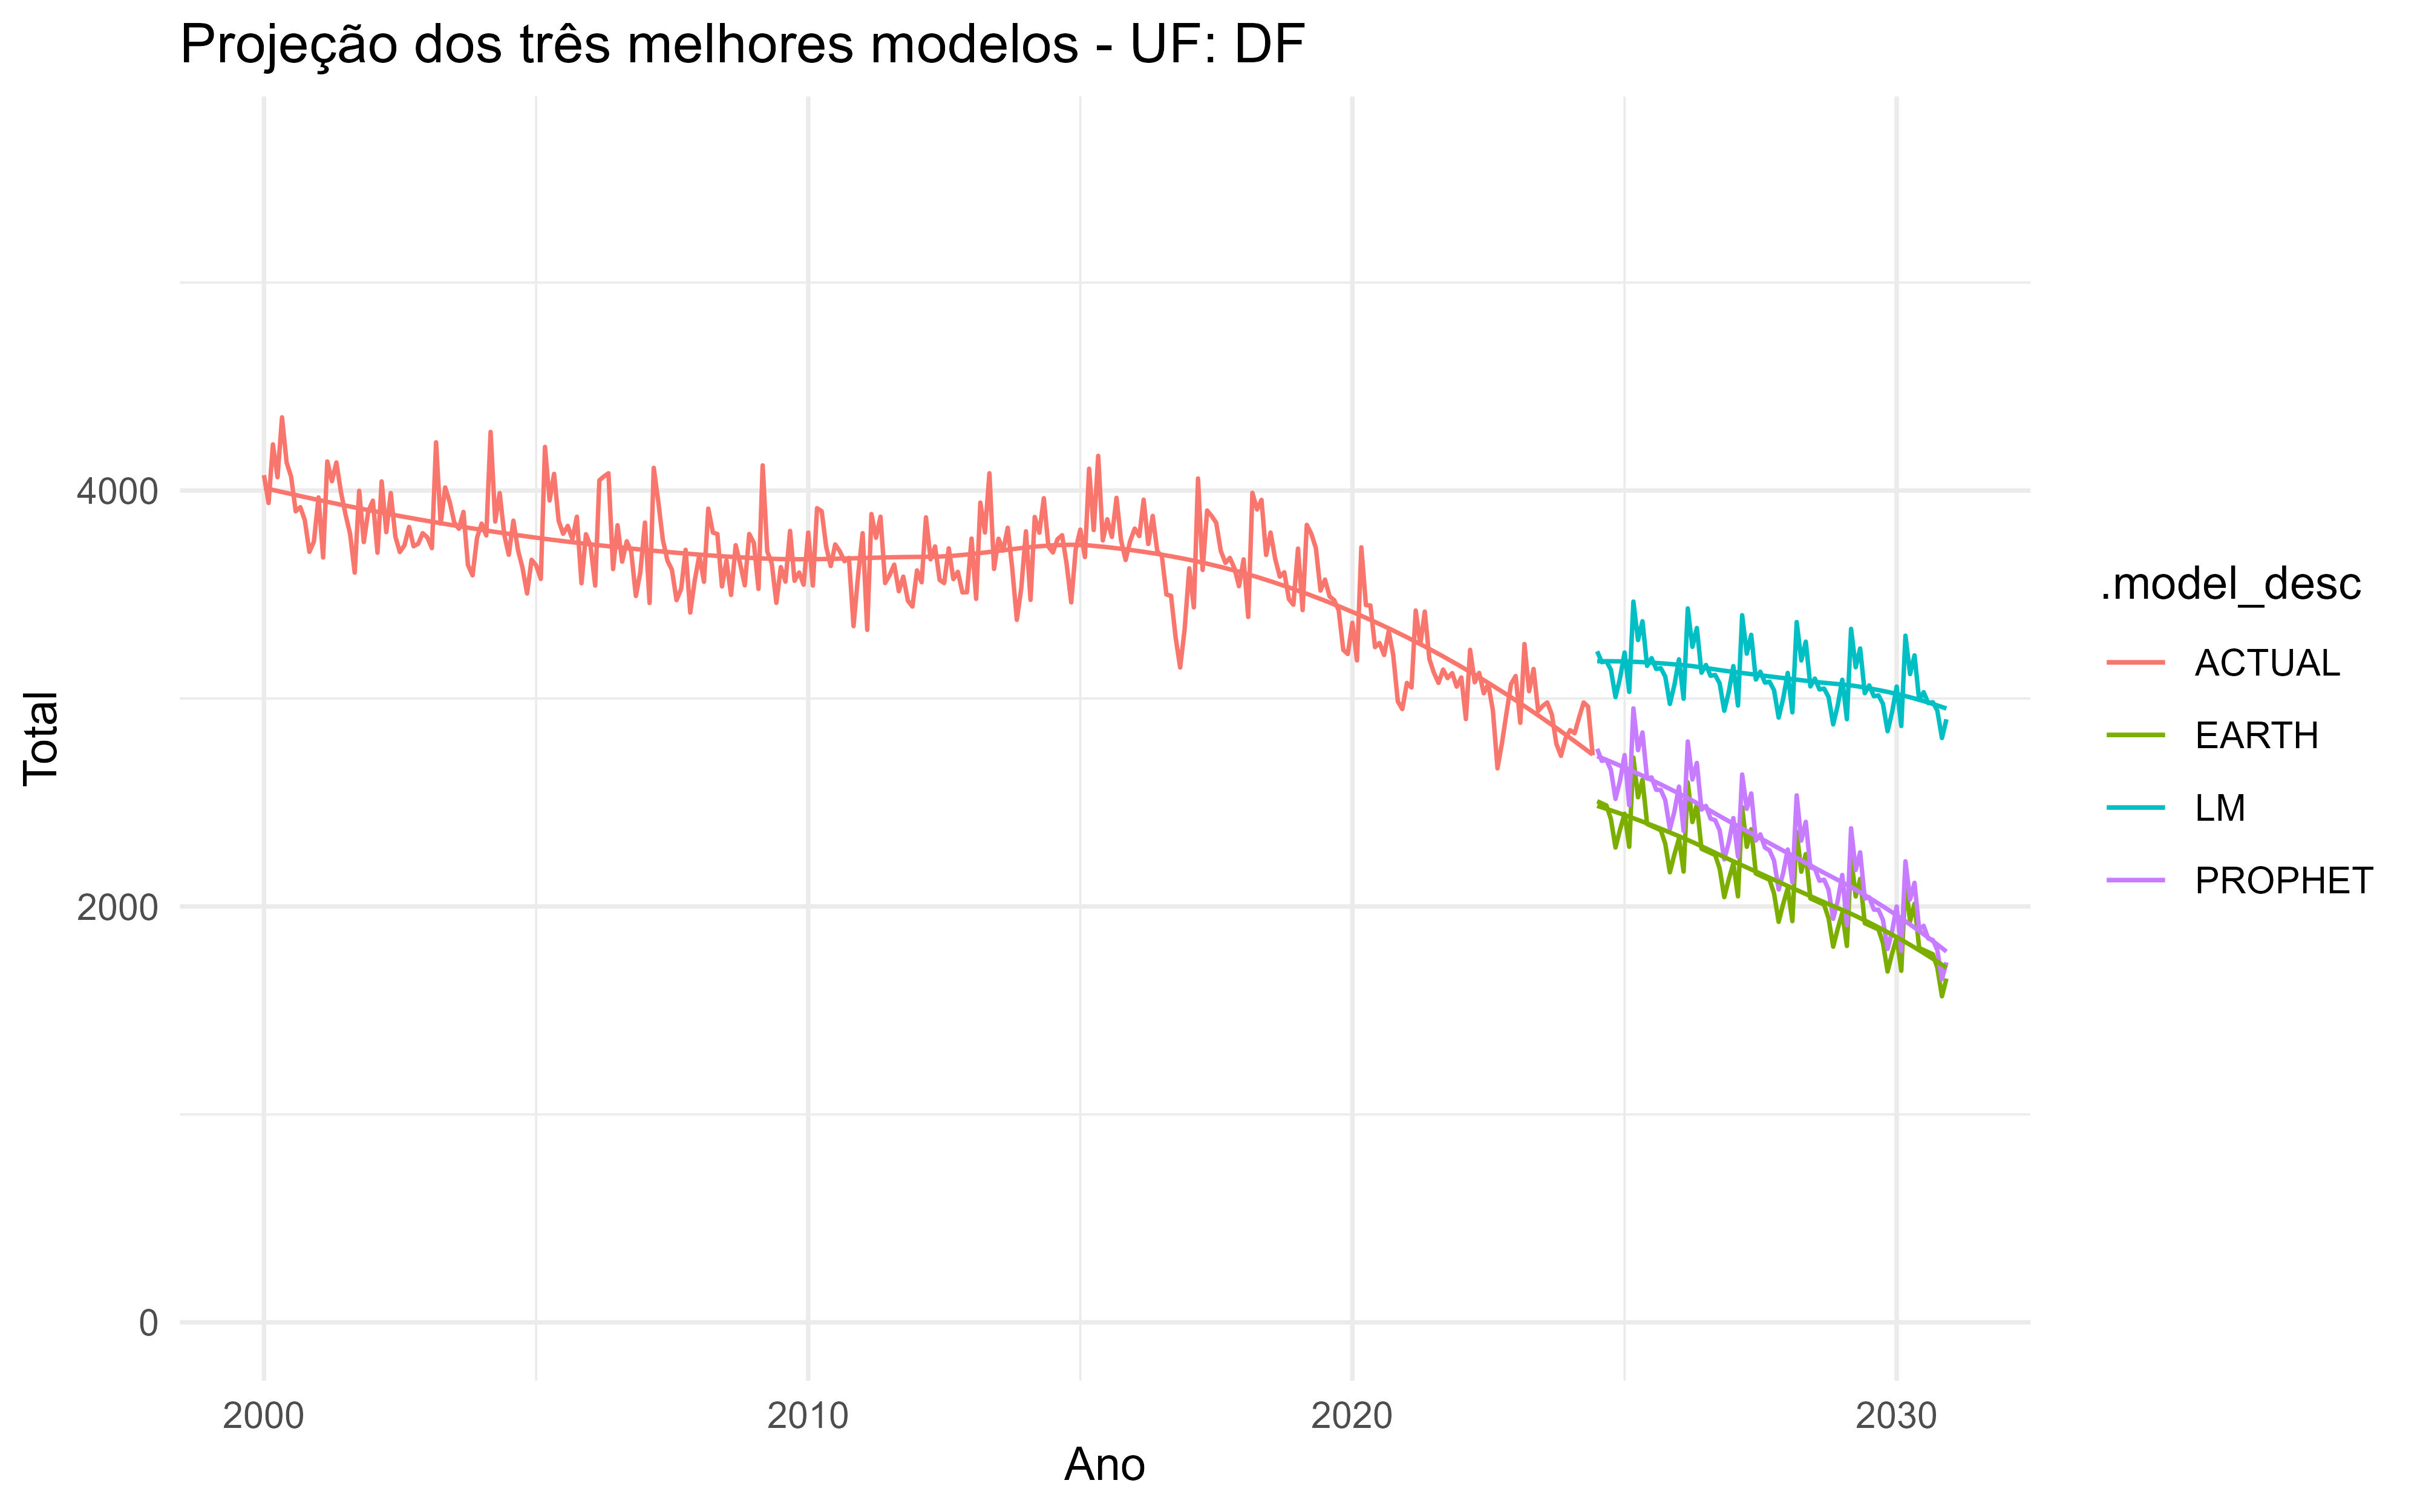 Projeção dos três melhores modelos - UF: DF
Total
4000
2000
0
2000
2010
2020
2030
Ano
.model_desc
ACTUAL
EARTH
LM
PROPHET